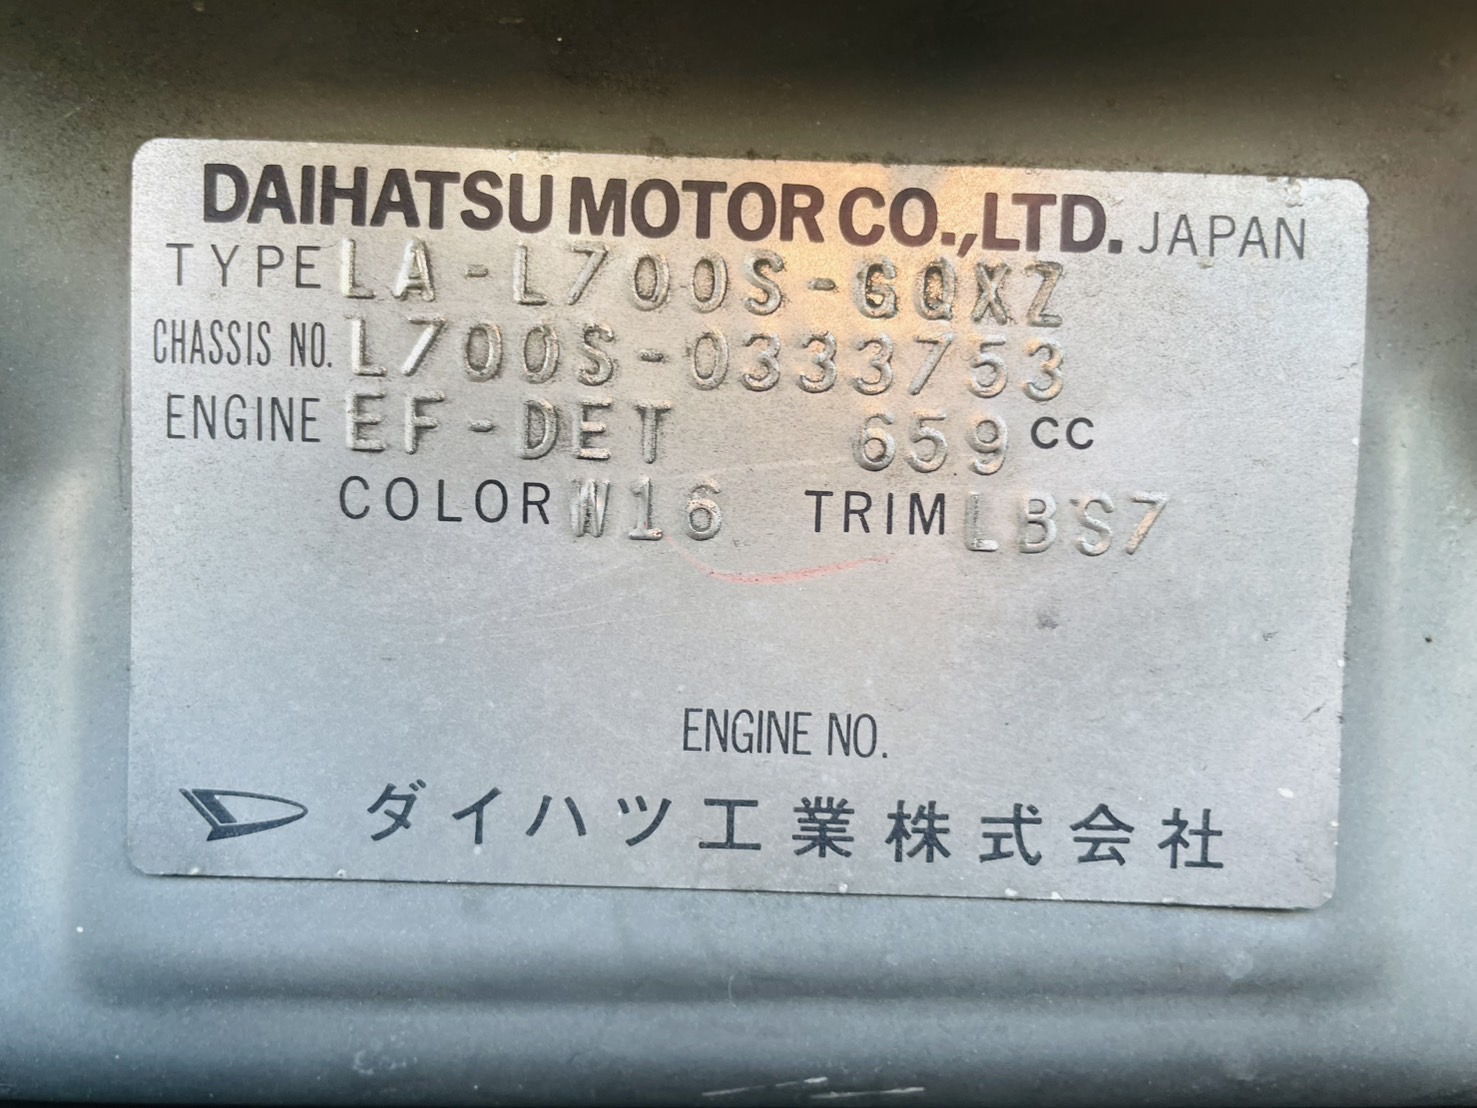 DAIHATSU MOTOR CO.,LTD. JAPAN
TYPE LA-L700S-GQXZ
CHASSIS NO. L700S-0333753
ENGINE EF-DET 659 CC
COLOR W16 TRIM LBS7
ENGINE NO.
ダイハツ工業株式会社